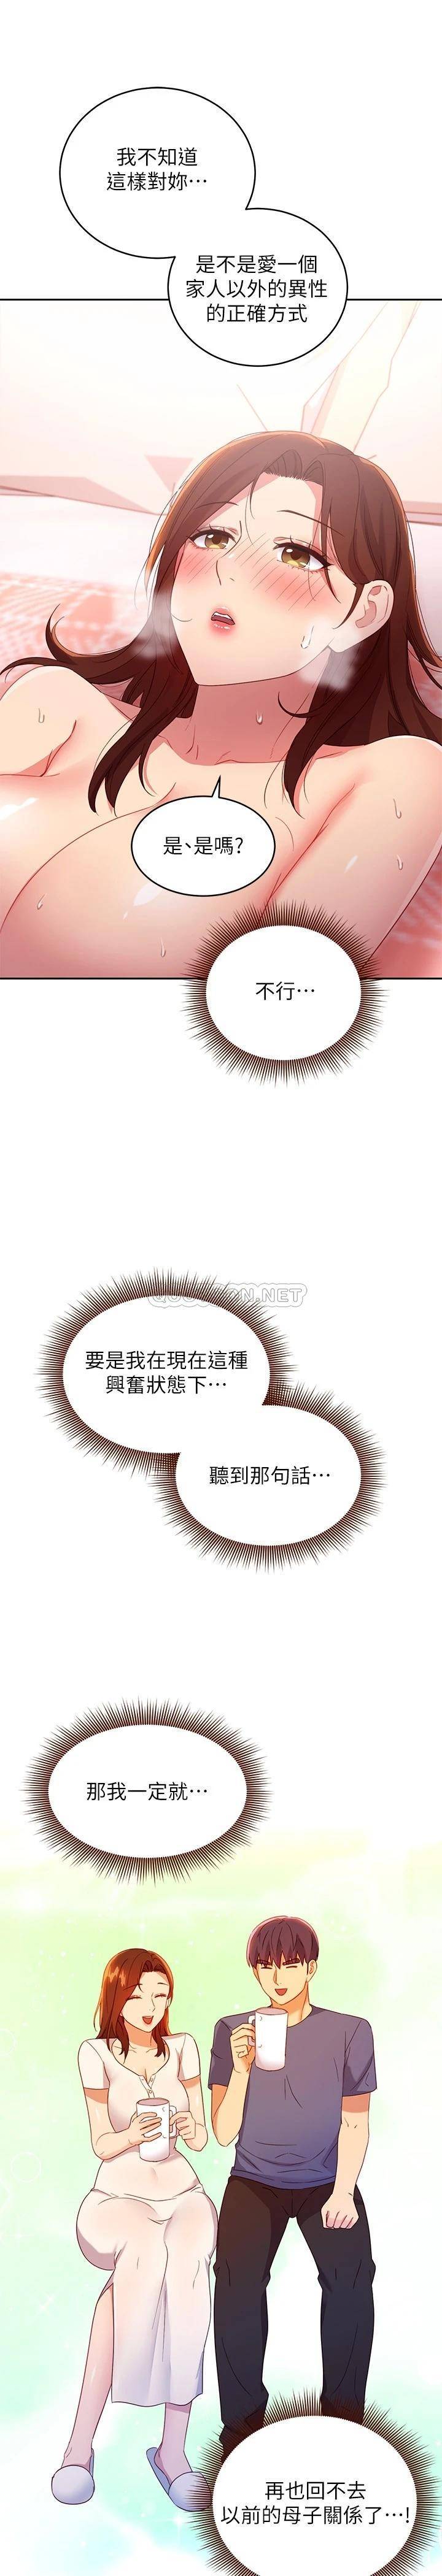 我不知道
這樣對妳⋯
是不是愛一個
家人以外的異性
的正確方式
是、是嗎?
不行⋯
要是我在現在這種
興奮狀態下⋯
聽到那句話⋯
那我一定就⋯
再也回不去
以前的母子關係了⋯!